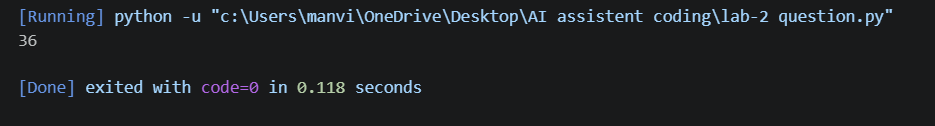 [Running] python -u "c:\Users\manvi\OneDrive\Desktop\AI assistent coding\lab-2 question.py"
36
[Done] exited with code=0 in 0.118 seconds